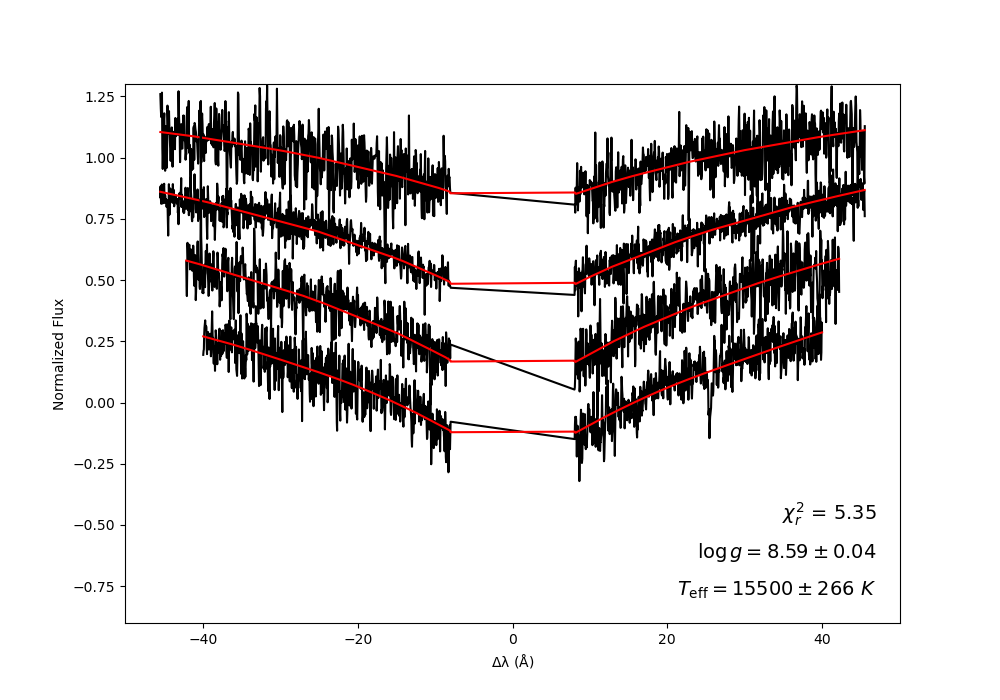 1.25
1.00
0.75
0.50
0.25
0.00
−0.25
−0.50
−0.75
Normalized Flux
χ²ᵣ = 5.35
log g = 8.59 ± 0.04
T_eff = 15500 ± 266 K
−40 −20 0 20 40
Δλ (Å)